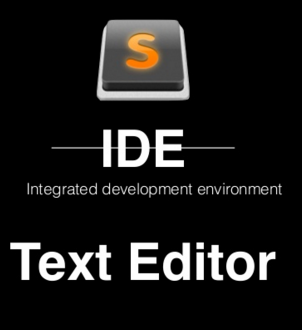 S
IDE
Integrated development environment
Text Editor